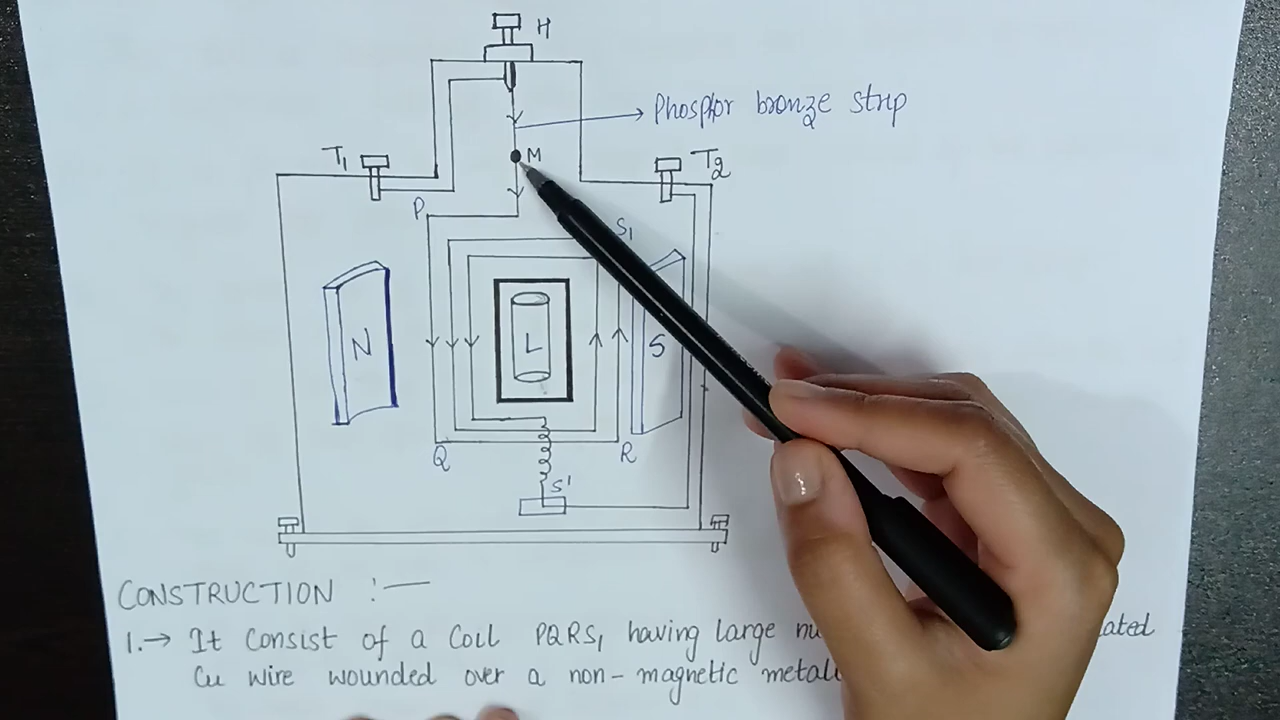 H
Phosphor bronze strip
T1
M
T2
P
S1
N
L
S
Q
R
S'
CONSTRUCTION :—
1.→ It consist of a Coil PQRS1 having large
Cu wire wounded over a non-magnetic